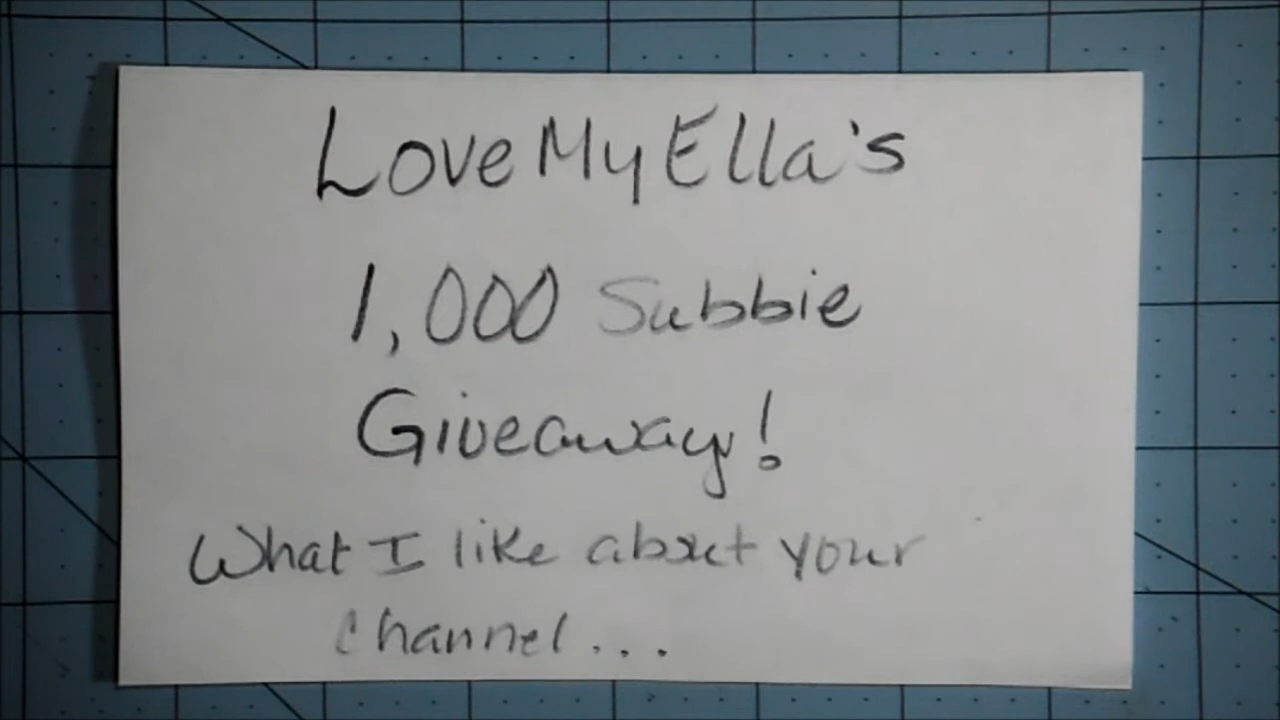 LoveMyElla's
1,000 Subbie
Giveaway!
What I like about your
channel...